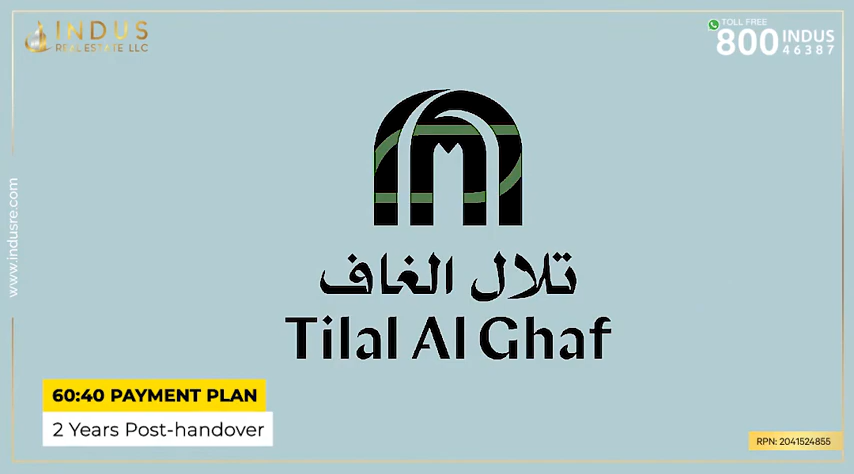 INDUS
REAL ESTATE LLC
TOLL FREE
800 INDUS
46387
www.indusre.com
تلال الغاف
Tilal Al Ghaf
60:40 PAYMENT PLAN
2 Years Post-handover
RPN: 2041524855